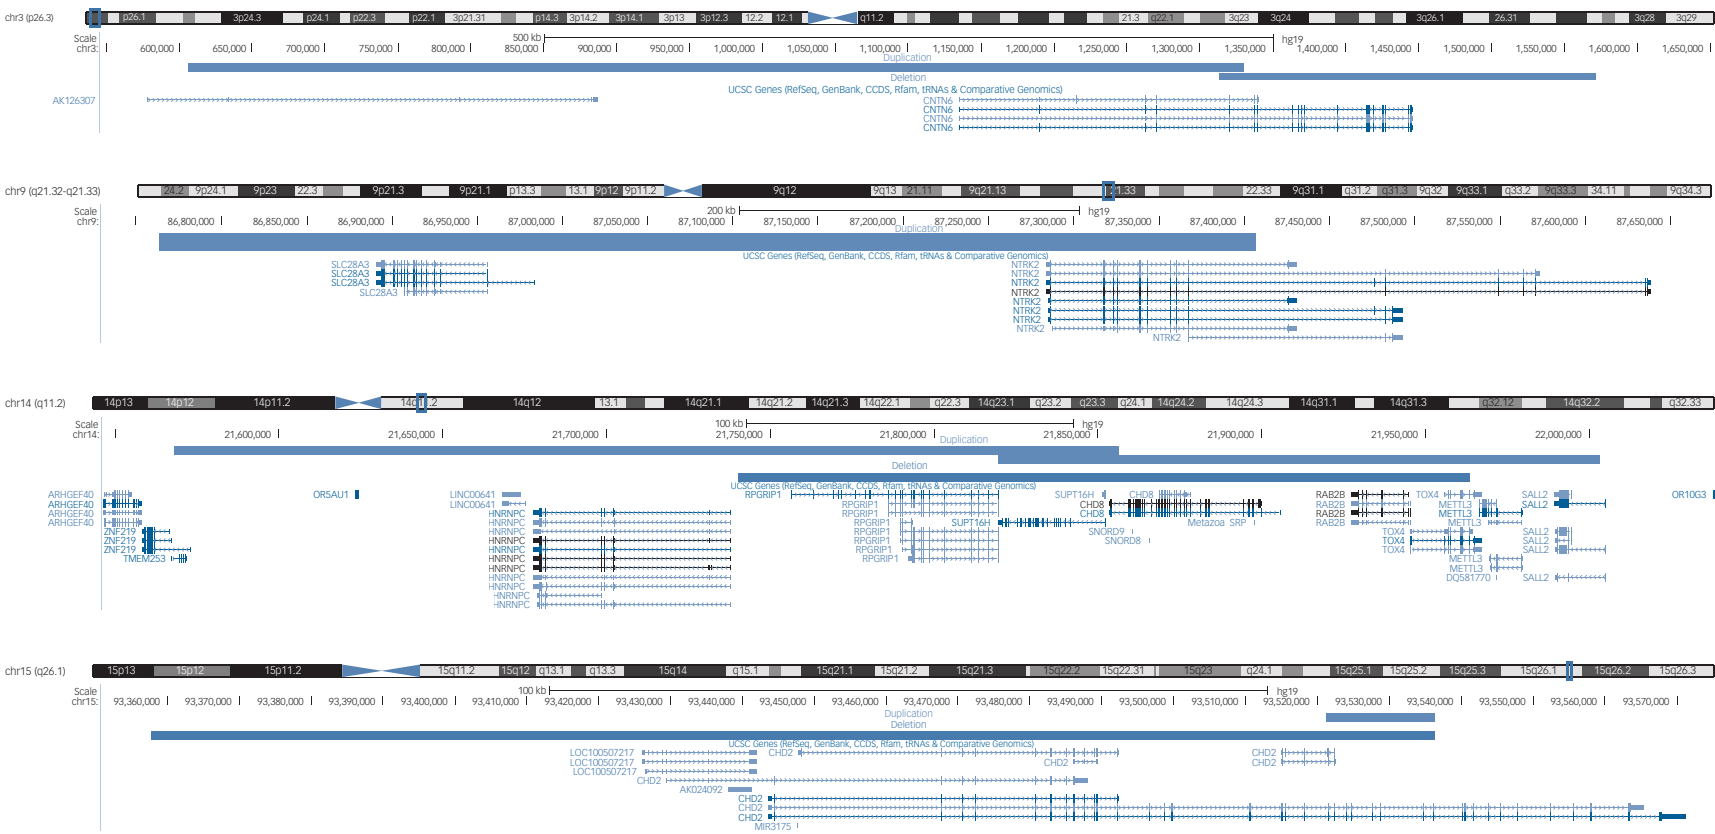 chr3 (p26.3) p26.1 3p24.3 p24.1 p22.3 p22.1 3p21.31 p14.3 3p14.2 3p14.1 3p13 3p12.3 12.2 12.1 q11.2 21.3 q22.1 3q23 3q24 3q26.1 26.31 3q28 3q29
Scale 500 kb hg19
chr3: 600,000 650,000 700,000 750,000 800,000 850,000 900,000 950,000 1,000,000 1,050,000 1,100,000 1,150,000 1,200,000 1,250,000 1,300,000 1,350,000 1,400,000 1,450,000 1,500,000 1,550,000 1,600,000 1,650,000
Duplication
Deletion
UCSC Genes (RefSeq, GenBank, CCDS, Rfam, tRNAs & Comparative Genomics)
AK126307 CNTN6
CNTN6
CNTN6
CNTN6
chr9 (q21.32-q21.33) 24.2 9p24.1 9p23 22.3 9p21.3 9p21.1 p13.3 13.1 9p12 9p11.2 9q12 9q13 21.11 9q21.13 21.33 22.33 9q31.1 q31.2 q31.3 9q32 9q33.1 q33.2 9q33.3 34.11 9q34.3
Scale 200 kb hg19
chr9: 86,800,000 86,850,000 86,900,000 86,950,000 87,000,000 87,050,000 87,100,000 87,150,000 87,200,000 87,250,000 87,300,000 87,350,000 87,400,000 87,450,000 87,500,000 87,550,000 87,600,000 87,650,000
Duplication
UCSC Genes (RefSeq, GenBank, CCDS, Rfam, tRNAs & Comparative Genomics)
SLC28A3 NTRK2
SLC28A3 NTRK2
SLC28A3 NTRK2
SLC28A3 NTRK2
NTRK2
NTRK2
NTRK2
NTRK2
NTRK2
chr14 (q11.2) 14p13 14p12 14p11.2 14q11.2 14q12 13.1 14q21.1 14q21.2 14q21.3 14q22.1 q22.3 14q23.1 q23.2 q23.3 q24.1 14q24.2 14q24.3 14q31.1 14q31.3 q32.12 14q32.2 q32.33
Scale 100 kb hg19
chr14: 21,600,000 21,650,000 21,700,000 21,750,000 21,800,000 21,850,000 21,900,000 21,950,000 22,000,000
Duplication
Deletion
UCSC Genes (RefSeq, GenBank, CCDS, Rfam, tRNAs & Comparative Genomics)
ARHGEF40 OR5AU1 LINC00641 RPGRIP1 SUPT16H CHD8 RAB2B TOX4 SALL2 OR10G3
ARHGEF40 LINC00641 RPGRIP1 CHD8 RAB2B METTL3 SALL2
ARHGEF40 HNRNPC RPGRIP1 CHD8 RAB2B METTL3
ARHGEF40 HNRNPC RPGRIP1 SUPT16H Metazoa SRP RAB2B METTL3
ZNF219 HNRNPC RPGRIP1 SNORD9 TOX4 SALL2
ZNF219 HNRNPC RPGRIP1 SNORD8 TOX4 SALL2
ZNF219 HNRNPC RPGRIP1 TOX4 SALL2
TMEM253 HNRNPC RPGRIP1 METTL3
HNRNPC METTL3
HNRNPC DQ581770 SALL2
HNRNPC
HNRNPC
HNRNPC
chr15 (q26.1) 15p13 15p12 15p11.2 15q11.2 15q12 q13.1 q13.3 15q14 q15.1 15q21.1 15q21.2 15q21.3 15q22.2 15q22.31 15q23 q24.1 15q25.1 15q25.2 15q25.3 15q26.1 15q26.2 15q26.3
Scale 100 kb hg19
chr15: 93,360,000 93,370,000 93,380,000 93,390,000 93,400,000 93,410,000 93,420,000 93,430,000 93,440,000 93,450,000 93,460,000 93,470,000 93,480,000 93,490,000 93,500,000 93,510,000 93,520,000 93,530,000 93,540,000 93,550,000 93,560,000 93,570,000
Duplication
Deletion
UCSC Genes (RefSeq, GenBank, CCDS, Rfam, tRNAs & Comparative Genomics)
LOC100507217 CHD2 CHD2
LOC100507217 CHD2 CHD2
LOC100507217
CHD2
AK024092
CHD2
CHD2
CHD2
MIR3175